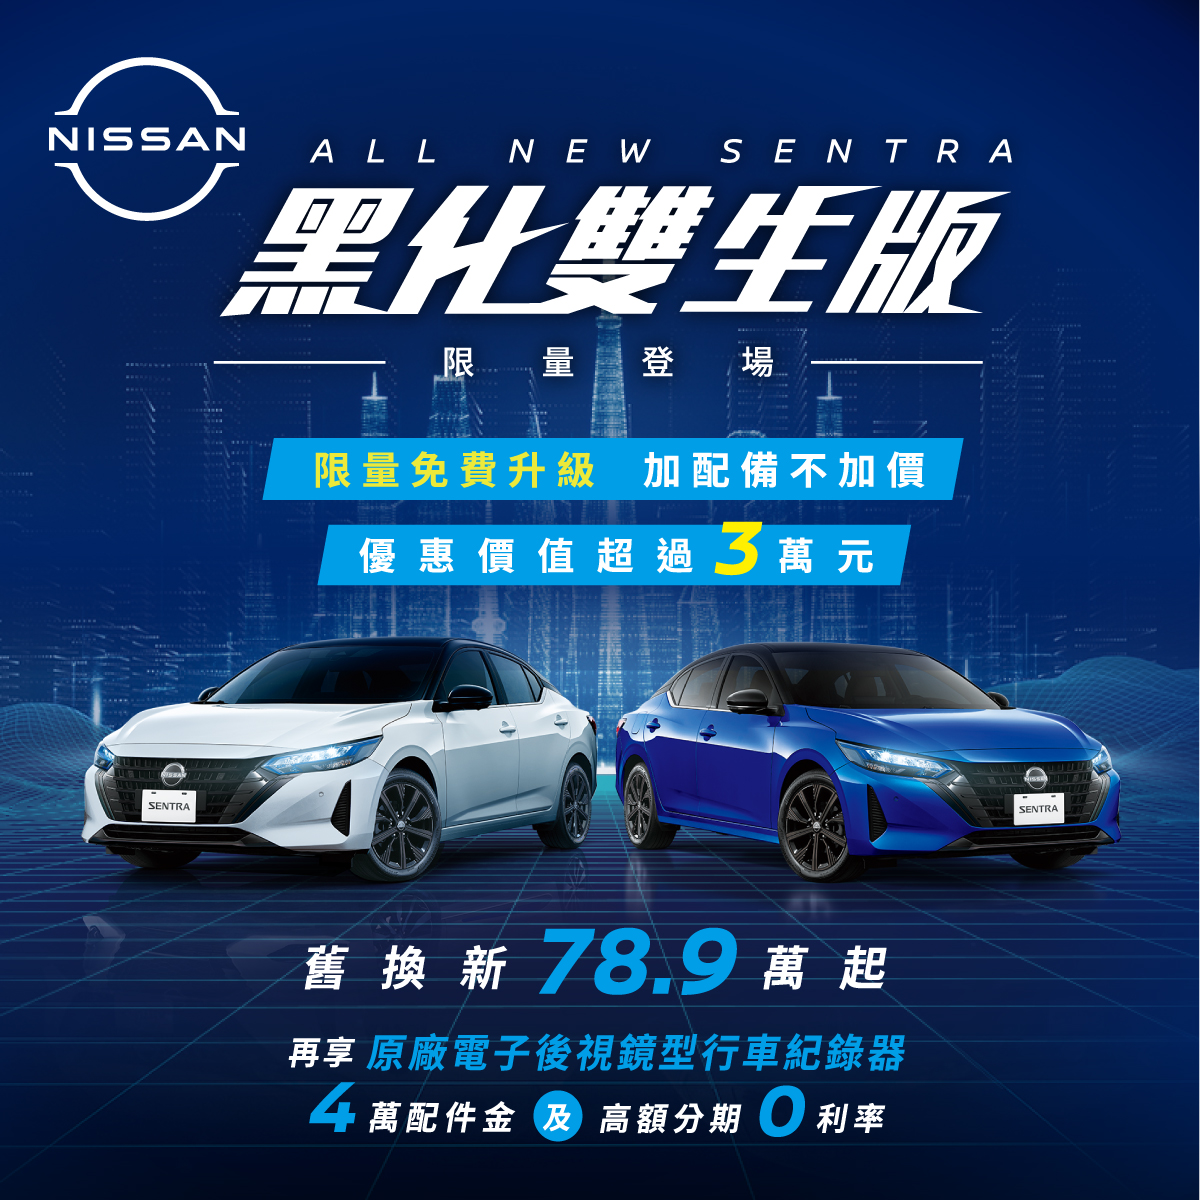 NISSAN
ALL NEW SENTRA
黑化雙生版
限量登場
限量免費升級 加配備不加價
優惠價值超過3萬元
NISSAN
SENTRA
NISSAN
SENTRA
舊換新78.9萬起
再享 原廠電子後視鏡型行車紀錄器
4萬配件金 及 高額分期0利率